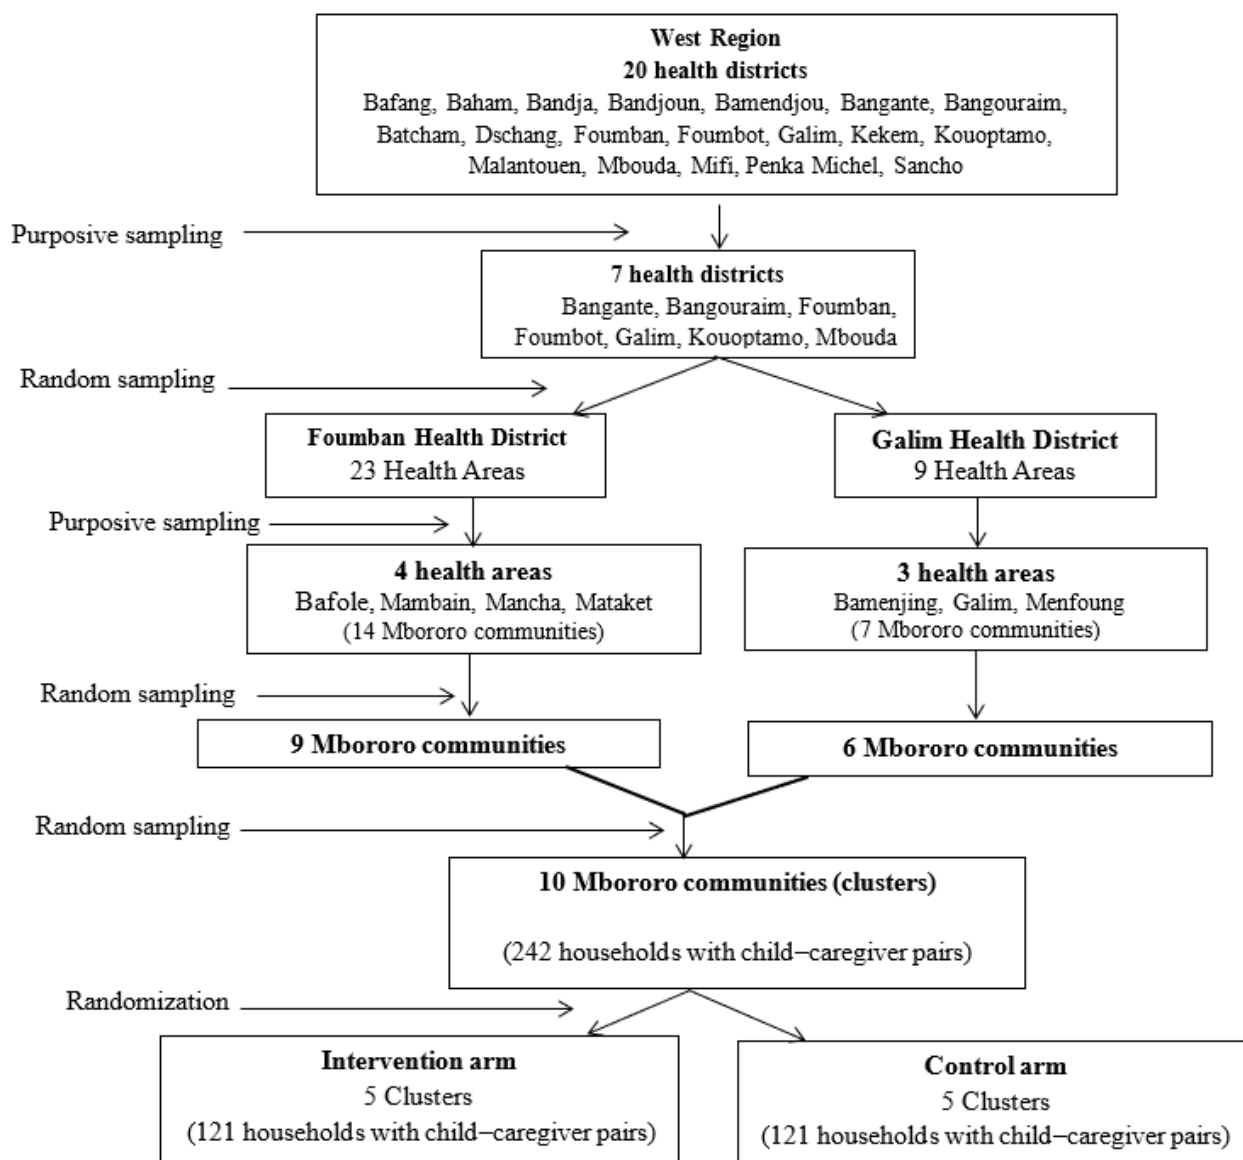 West Region
20 health districts
Bafang, Baham, Bandja, Bandjoun, Bamendjou, Bangante, Bangouraim,
Batcham, Dschang, Foumban, Foumbot, Galim, Kekem, Kouoptamo,
Malantouen, Mbouda, Mifi, Penka Michel, Sancho
Purposive sampling
7 health districts
Bangante, Bangouraim, Foumban,
Foumbot, Galim, Kouoptamo, Mbouda
Random sampling
Foumban Health District
23 Health Areas
Galim Health District
9 Health Areas
Purposive sampling
4 health areas
Bafole, Mambain, Mancha, Mataket
(14 Mbororo communities)
3 health areas
Bamenjing, Galim, Menfoung
(7 Mbororo communities)
Random sampling
9 Mbororo communities
6 Mbororo communities
Random sampling
10 Mbororo communities (clusters)
(242 households with child–caregiver pairs)
Randomization
Intervention arm
5 Clusters
(121 households with child–caregiver pairs)
Control arm
5 Clusters
(121 households with child–caregiver pairs)